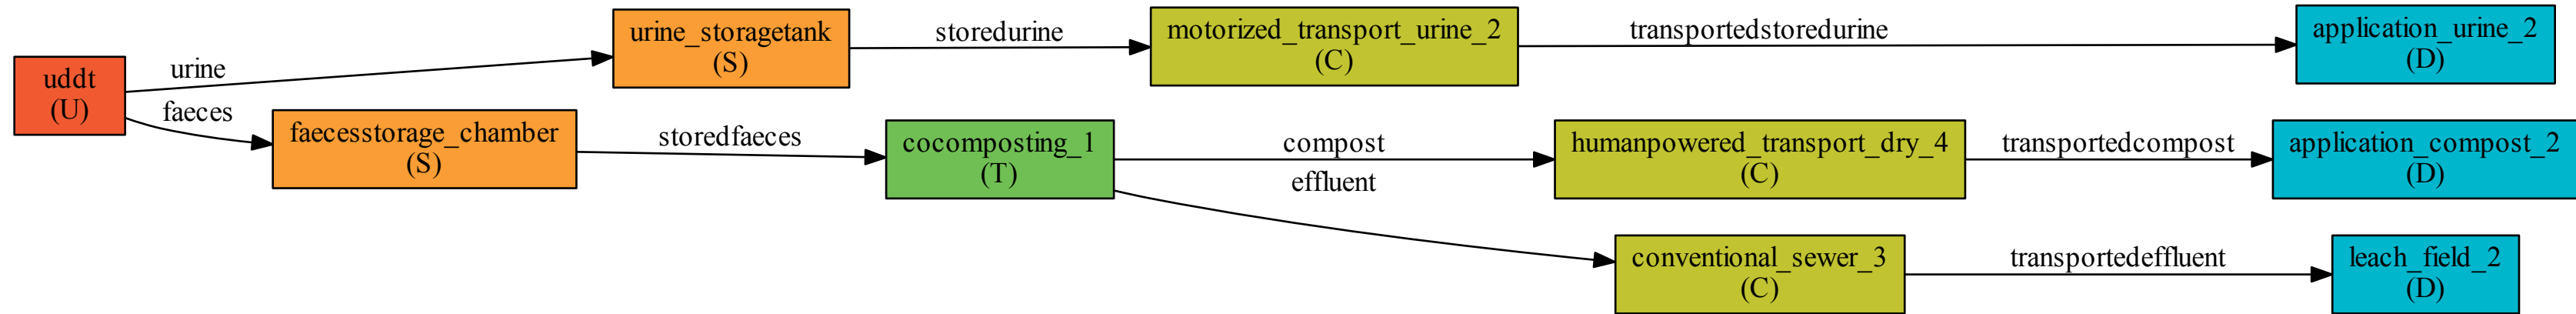 uddt
(U)
urine
faeces
urine_storagetank
(S)
faecesstorage_chamber
(S)
storedurine
storedfaeces
motorized_transport_urine_2
(C)
cocomposting_1
(T)
transportedstoredurine
compost
effluent
humanpowered_transport_dry_4
(C)
conventional_sewer_3
(C)
transportedcompost
transportedeffluent
application_urine_2
(D)
application_compost_2
(D)
leach_field_2
(D)